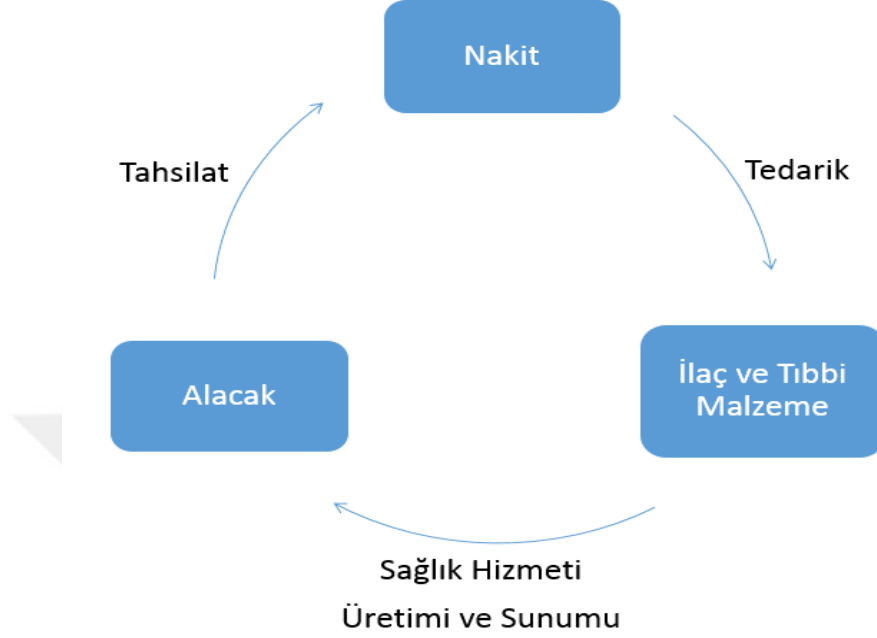 Nakit
Tahsilat
Tedarik
Alacak
İlaç ve Tıbbi
Malzeme
Sağlık Hizmeti
Üretimi ve Sunumu